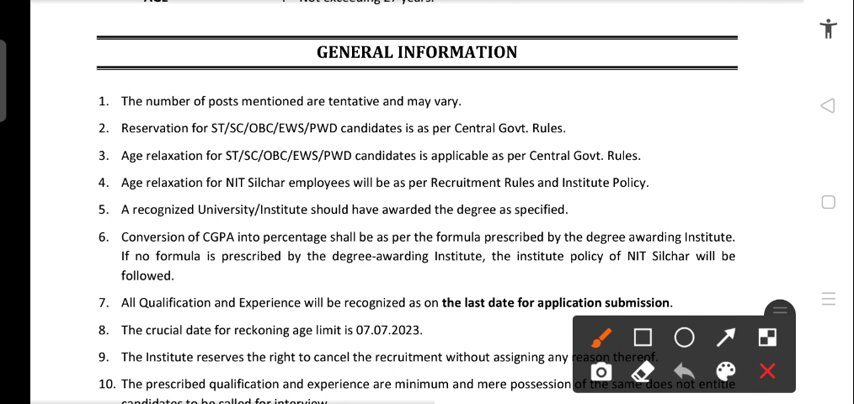 GENERAL INFORMATION
1. The number of posts mentioned are tentative and may vary.
2. Reservation for ST/SC/OBC/EWS/PWD candidates is as per Central Govt. Rules.
3. Age relaxation for ST/SC/OBC/EWS/PWD candidates is applicable as per Central Govt. Rules.
4. Age relaxation for NIT Silchar employees will be as per Recruitment Rules and Institute Policy.
5. A recognized University/Institute should have awarded the degree as specified.
6. Conversion of CGPA into percentage shall be as per the formula prescribed by the degree awarding Institute.
If no formula is prescribed by the degree-awarding Institute, the institute policy of NIT Silchar will be
followed.
7. All Qualification and Experience will be recognized as on the last date for application submission.
8. The crucial date for reckoning age limit is 07.07.2023.
9. The Institute reserves the right to cancel the recruitment without assigning any reason thereof.
10. The prescribed qualification and experience are minimum and mere possession of the same does not entitle
candidates to be called for interview